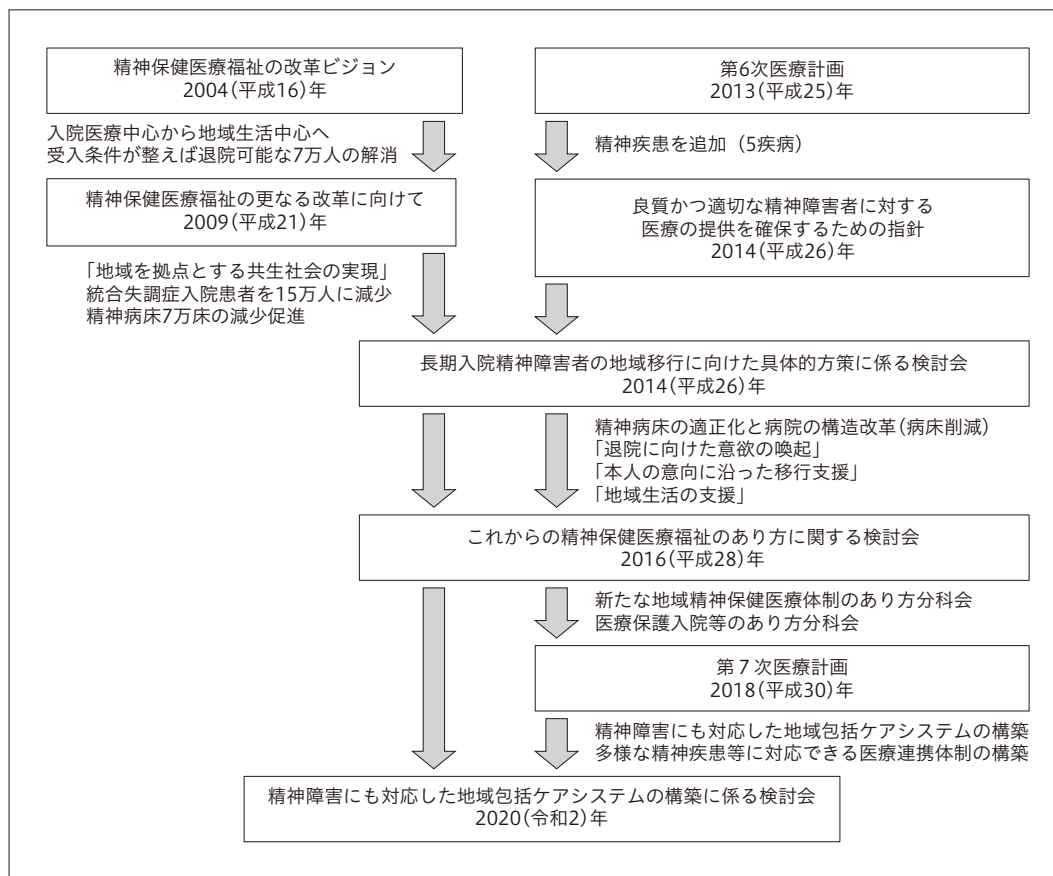 精神保健医療福祉の改革ビジョン
2004(平成16)年
第6次医療計画
2013(平成25)年
入院医療中心から地域生活中心へ
受入条件が整えば退院可能な7万人の解消
精神疾患を追加（5疾病)
精神保健医療福祉の更なる改革に向けて
2009(平成21)年
良質かつ適切な精神障害者に対する
医療の提供を確保するための指針
2014(平成26)年
「地域を拠点とする共生社会の実現」
統合失調症入院患者を15万人に減少
精神病床7万床の減少促進
長期入院精神障害者の地域移行に向けた具体的方策に係る検討会
2014(平成26)年
精神病床の適正化と病院の構造改革(病床削減)
「退院に向けた意欲の喚起」
「本人の意向に沿った移行支援」
「地域生活の支援」
これからの精神保健医療福祉のあり方に関する検討会
2016(平成28)年
新たな地域精神保健医療体制のあり方分科会
医療保護入院等のあり方分科会
第７次医療計画
2018(平成30)年
精神障害にも対応した地域包括ケアシステムの構築
多様な精神疾患等に対応できる医療連携体制の構築
精神障害にも対応した地域包括ケアシステムの構築に係る検討会
2020(令和2)年